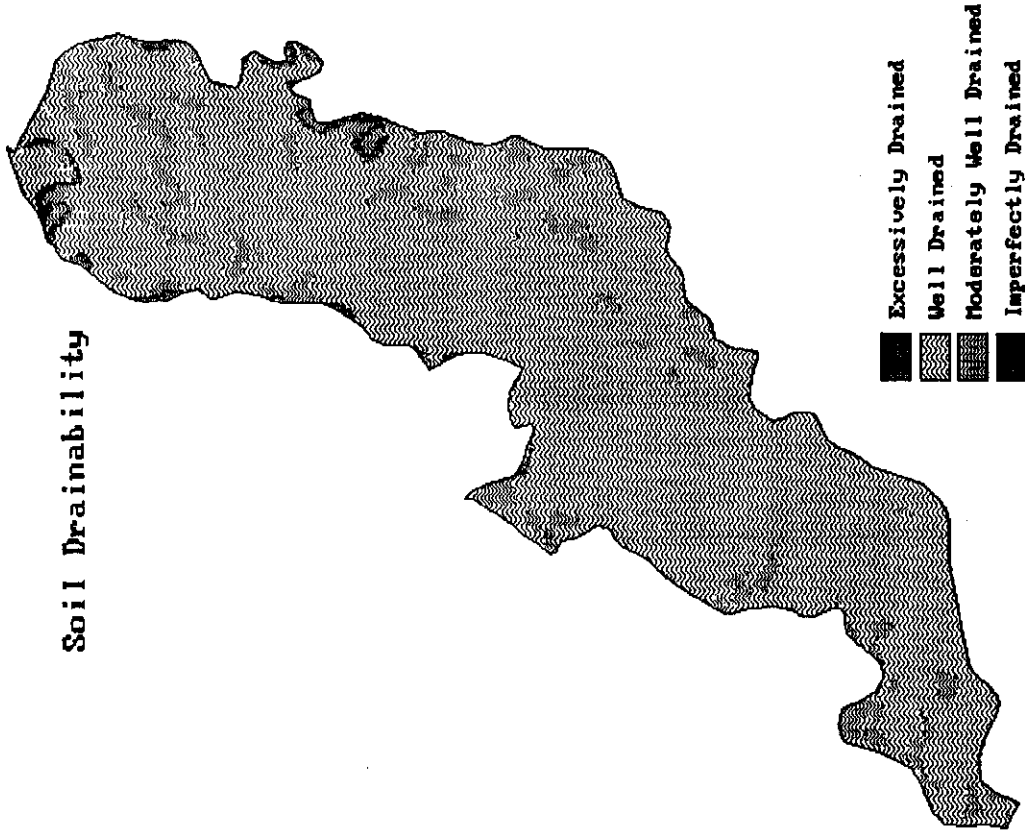 Soil Drainability
Excessively Drained
Well Drained
Moderately Well Drained
Imperfectly Drained